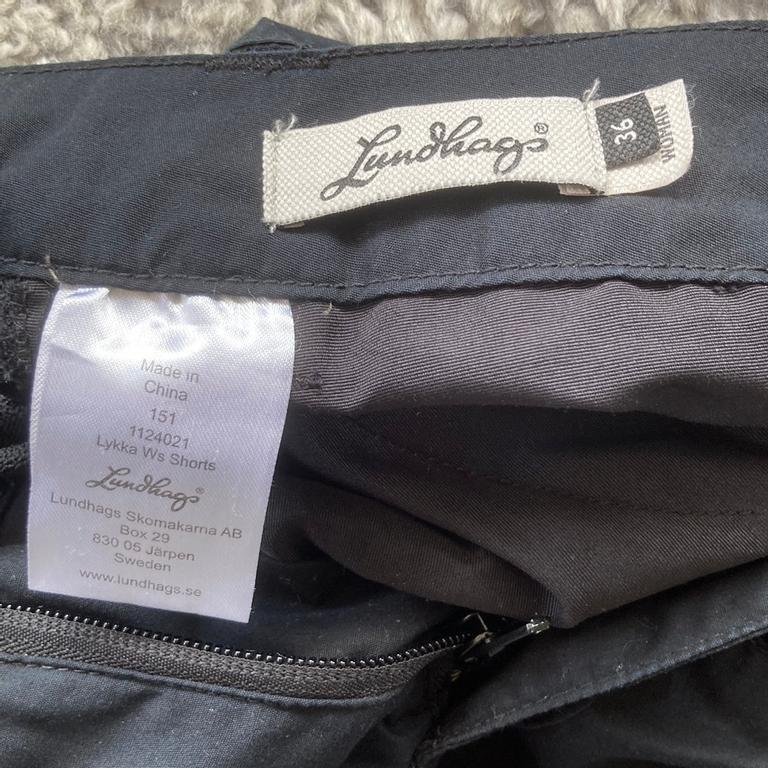 Lundhags®
36
WOMAN
Made in
China
151
1124021
Lykka Ws Shorts
Lundhags®
Lundhags Skomakarna AB
Box 29
830 05 Järpen
Sweden
www.lundhags.se